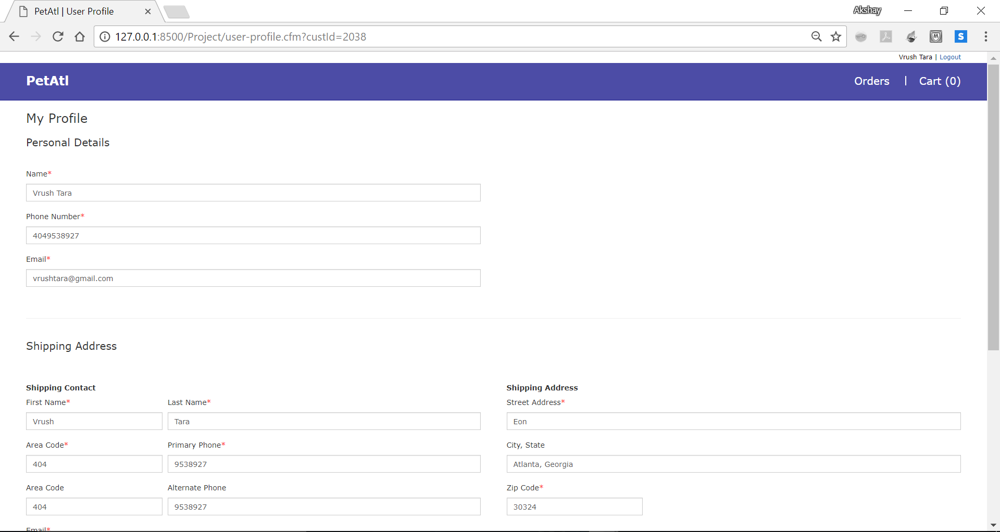 PetAtl | User Profile
Akshay
127.0.0.1:8500/Project/user-profile.cfm?custId=2038
Vrush Tara | Logout
PetAtl
Orders | Cart (0)
My Profile
Personal Details
Name*
Vrush Tara
Phone Number*
4049538927
Email*
vrushtara@gmail.com
Shipping Address
Shipping Contact
Shipping Address
First Name*
Last Name*
Street Address*
Vrush
Tara
Eon
Area Code*
Primary Phone*
City, State
404
9538927
Atlanta, Georgia
Area Code
Alternate Phone
Zip Code*
404
9538927
30324
Email*